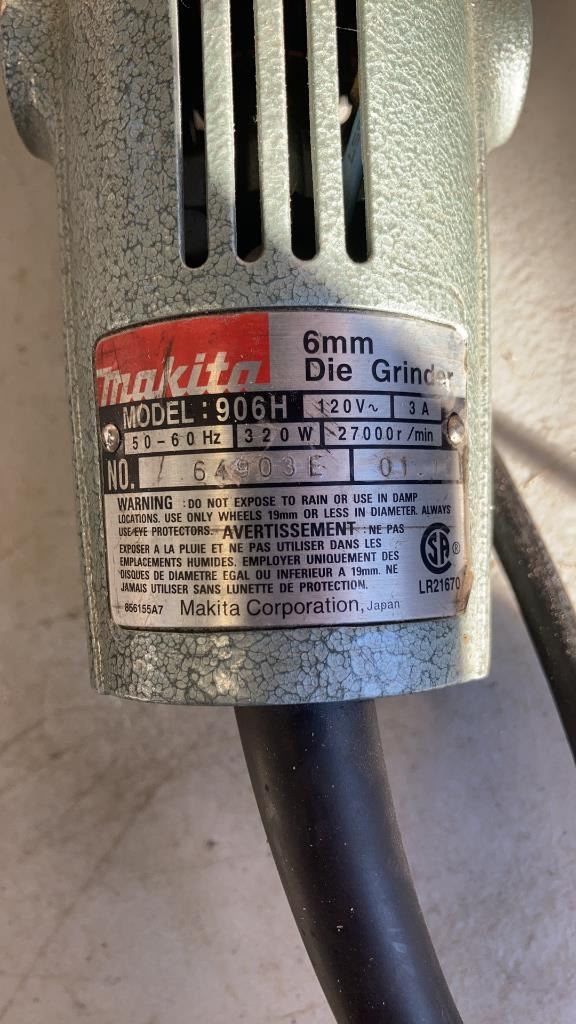 makita
6mm
Die Grinder
MODEL: 906H 120V~ 3A
50-60 Hz 320W 27000r/min
NO. 64903E 01.
WARNING : DO NOT EXPOSE TO RAIN OR USE IN DAMP
LOCATIONS. USE ONLY WHEELS 19mm OR LESS IN DIAMETER. ALWAYS
USE EYE PROTECTORS. AVERTISSEMENT : NE PAS
EXPOSER A LA PLUIE ET NE PAS UTILISER DANS LES
EMPLACEMENTS HUMIDES. EMPLOYER UNIQUEMENT DES
DISQUES DE DIAMETRE EGAL OU INFERIEUR A 19mm. NE
JAMAIS UTILISER SANS LUNETTE DE PROTECTION.
SA ®
LR21670
856155A7 Makita Corporation, Japan